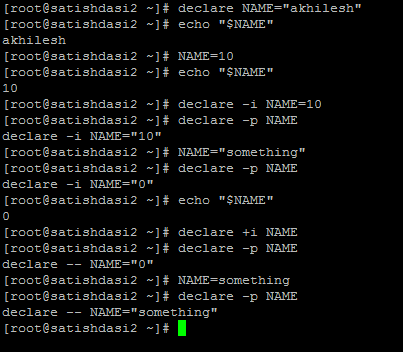 [root@satishdasi2 ~]# declare NAME="akhilesh"
[root@satishdasi2 ~]# echo "$NAME"
akhilesh
[root@satishdasi2 ~]# NAME=10
[root@satishdasi2 ~]# echo "$NAME"
10
[root@satishdasi2 ~]# declare -i NAME=10
[root@satishdasi2 ~]# declare -p NAME
declare -i NAME="10"
[root@satishdasi2 ~]# NAME="something"
[root@satishdasi2 ~]# declare -p NAME
declare -i NAME="0"
[root@satishdasi2 ~]# echo "$NAME"
0
[root@satishdasi2 ~]# declare +i NAME
[root@satishdasi2 ~]# declare -p NAME
declare -- NAME="0"
[root@satishdasi2 ~]# NAME=something
[root@satishdasi2 ~]# declare -p NAME
declare -- NAME="something"
[root@satishdasi2 ~]#